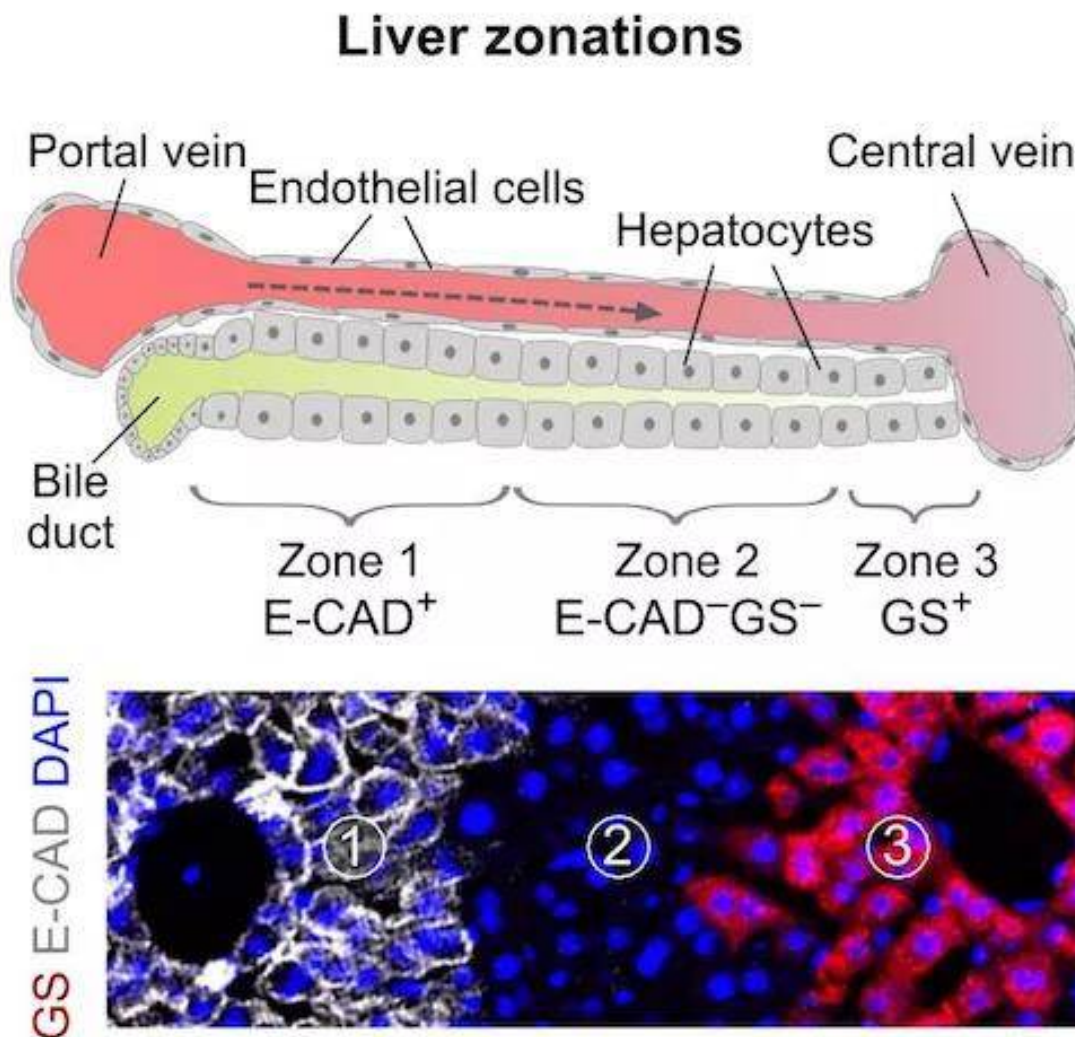 Liver zonations
Portal vein
Central vein
Endothelial cells
Hepatocytes
Bile
duct
Zone 1
E-CAD⁺
Zone 2
E-CAD⁻GS⁻
Zone 3
GS⁺
GS E-CAD DAPI
1
2
3